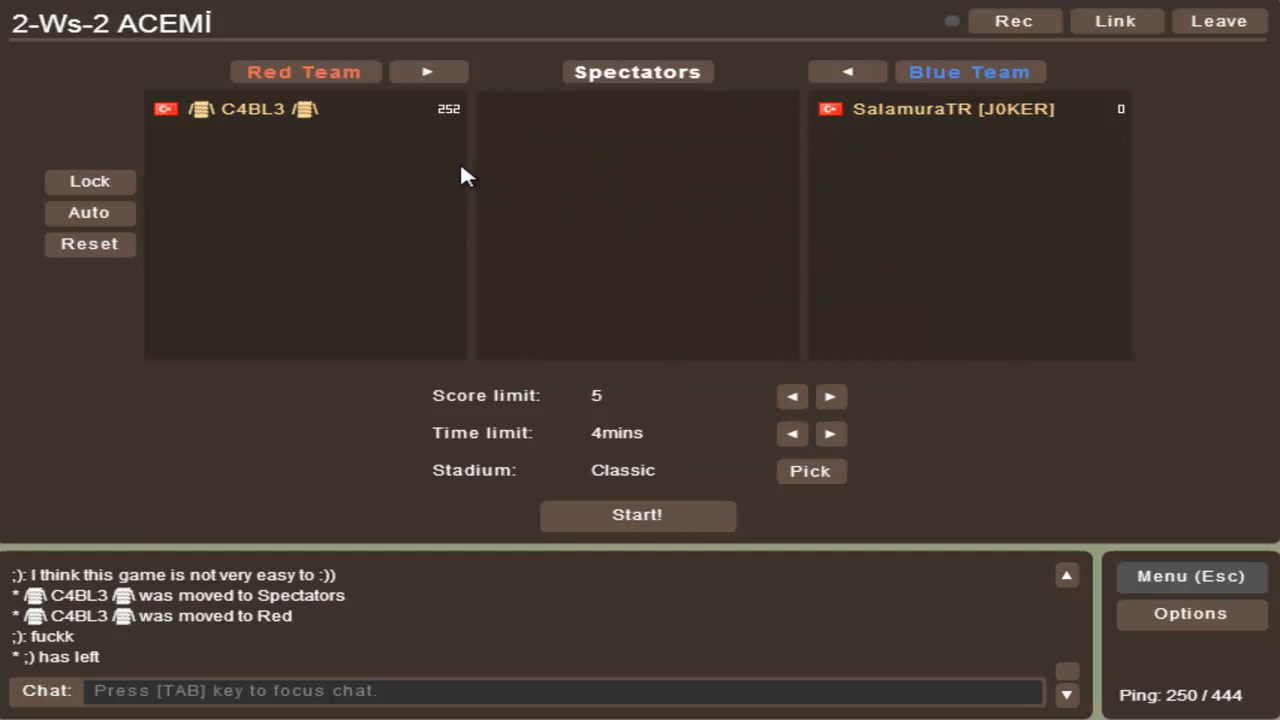 2-Ws-2 ACEMİ
Rec
Link
Leave
Red Team
►
Spectators
◄
Blue Team
C4BL3
252
SalamuraTR [J0KER]
0
Lock
Auto
Reset
Score limit: 5
Time limit: 4mins
Stadium: Classic
Pick
Start!
;): I think this game is not very easy to :))
* C4BL3 was moved to Spectators
* C4BL3 was moved to Red
;): fuckk
* ;) has left
Chat: Press [TAB] key to focus chat.
Menu (Esc)
Options
Ping: 250 / 444